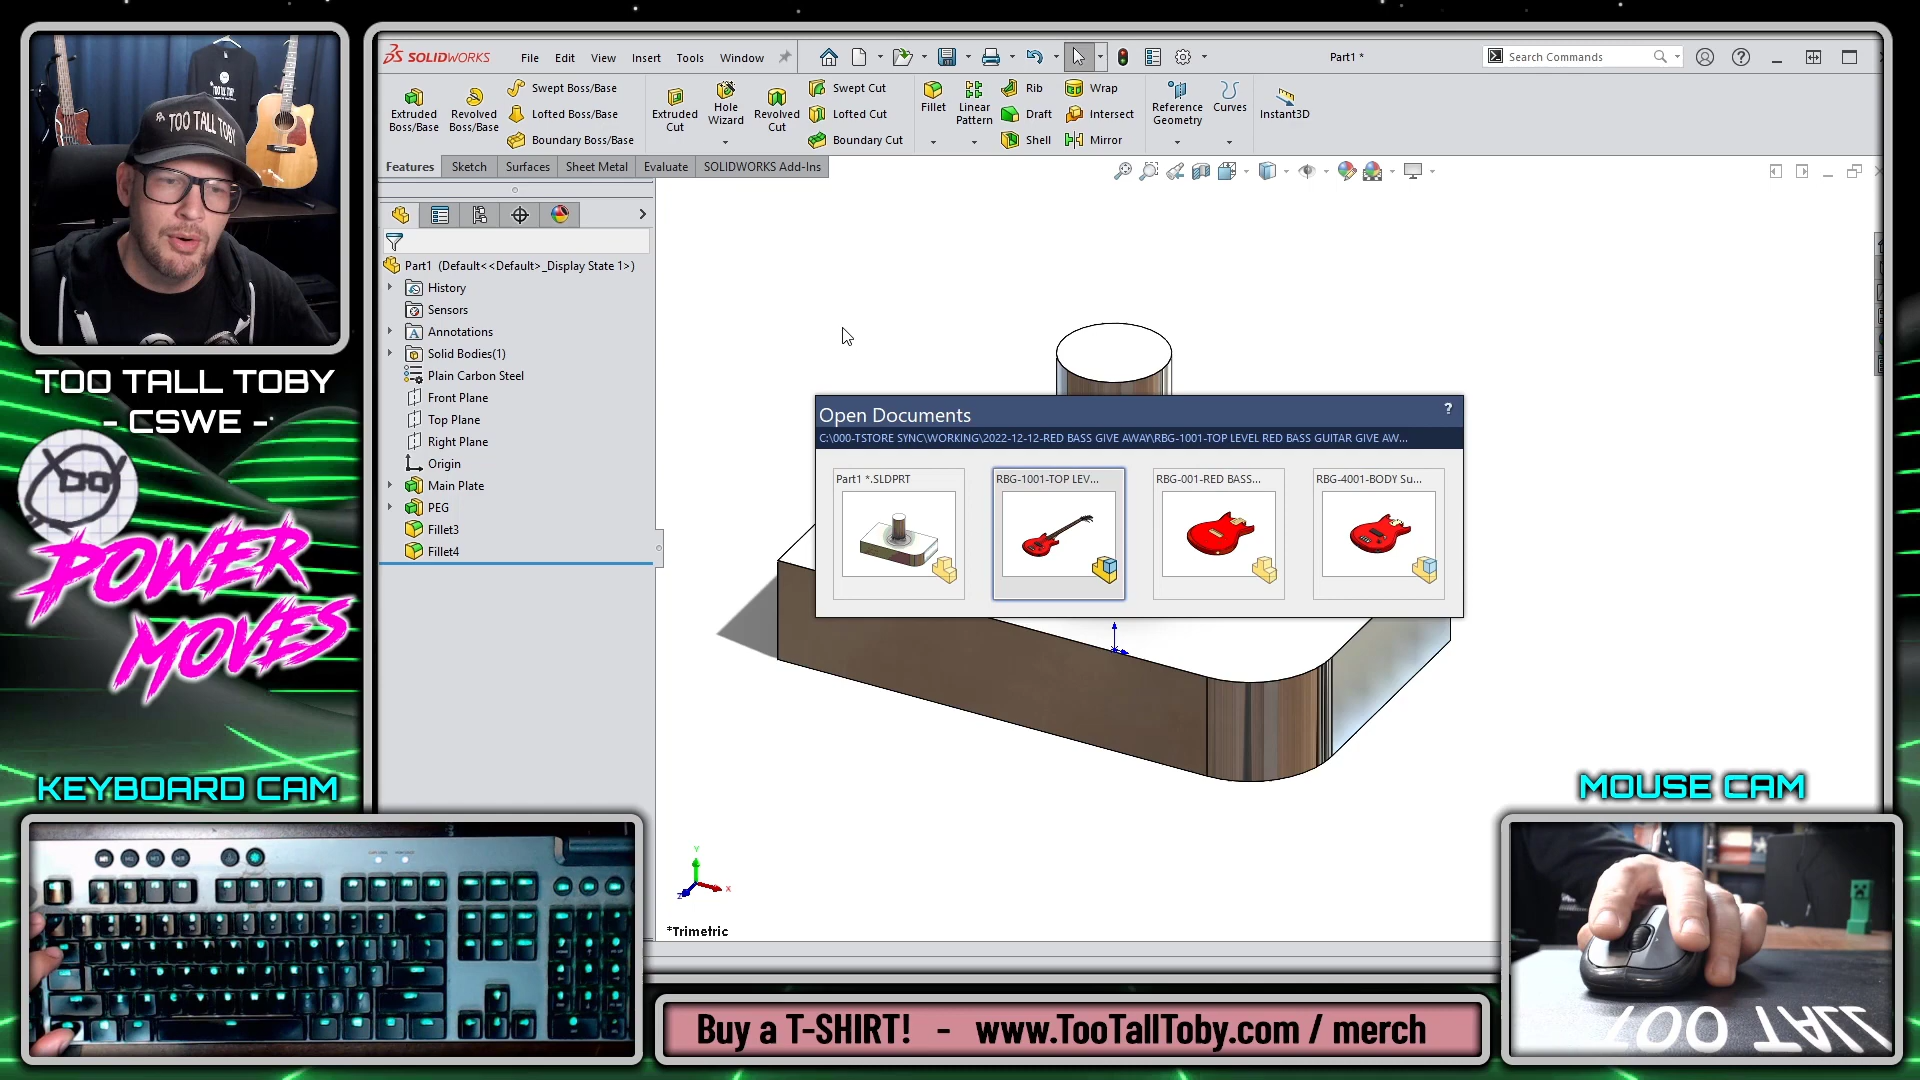 TOO TALL TOBY
TOO TALL TOBY
- CSWE -
POWER
MOVES
KEYBOARD CAM
MOUSE CAM
TOO TALL
SOLIDWORKS
File
Edit
View
Insert
Tools
Window
Part1 *
Search Commands
Extruded
Boss/Base
Revolved
Boss/Base
Swept Boss/Base
Lofted Boss/Base
Boundary Boss/Base
Extruded
Cut
Hole
Wizard
Revolved
Cut
Swept Cut
Lofted Cut
Boundary Cut
Fillet
Linear
Pattern
Rib
Draft
Shell
Wrap
Intersect
Mirror
Reference
Geometry
Curves
Instant3D
Features
Sketch
Surfaces
Sheet Metal
Evaluate
SOLIDWORKS Add-Ins
Part1 (Default<<Default>_Display State 1>)
History
Sensors
Annotations
Solid Bodies(1)
Plain Carbon Steel
Front Plane
Top Plane
Right Plane
Origin
Main Plate
PEG
Fillet3
Fillet4
Open Documents
?
C:\000-TSTORE SYNC\WORKING\2022-12-12-RED BASS GIVE AWAY\RBG-1001-TOP LEVEL RED BASS GUITAR GIVE AW...
Part1 *.SLDPRT
RBG-1001-TOP LEV...
RBG-001-RED BASS...
RBG-4001-BODY Su...
Y
X
Z
*Trimetric
Buy a T-SHIRT! - www.TooTallToby.com / merch